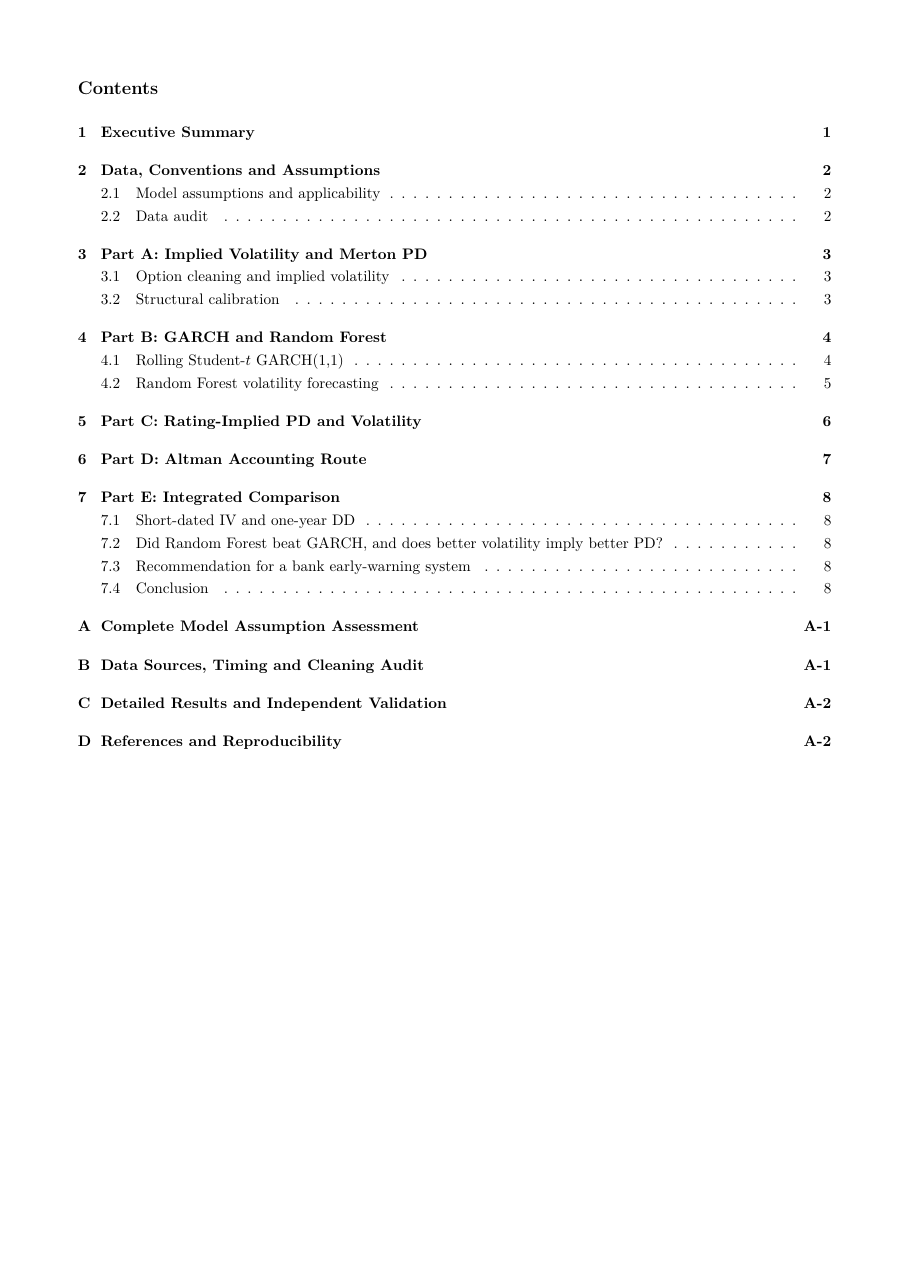 Contents
1 Executive Summary 1
2 Data, Conventions and Assumptions 2
2.1 Model assumptions and applicability . . . . . . . . . . . . . . . . . . . . . . . . . . . . . . . . . . . 2
2.2 Data audit . . . . . . . . . . . . . . . . . . . . . . . . . . . . . . . . . . . . . . . . . . . . . . . . . 2
3 Part A: Implied Volatility and Merton PD 3
3.1 Option cleaning and implied volatility . . . . . . . . . . . . . . . . . . . . . . . . . . . . . . . . . . 3
3.2 Structural calibration . . . . . . . . . . . . . . . . . . . . . . . . . . . . . . . . . . . . . . . . . . . 3
4 Part B: GARCH and Random Forest 4
4.1 Rolling Student-t GARCH(1,1) . . . . . . . . . . . . . . . . . . . . . . . . . . . . . . . . . . . . . . 4
4.2 Random Forest volatility forecasting . . . . . . . . . . . . . . . . . . . . . . . . . . . . . . . . . . . 5
5 Part C: Rating-Implied PD and Volatility 6
6 Part D: Altman Accounting Route 7
7 Part E: Integrated Comparison 8
7.1 Short-dated IV and one-year DD . . . . . . . . . . . . . . . . . . . . . . . . . . . . . . . . . . . . . 8
7.2 Did Random Forest beat GARCH, and does better volatility imply better PD? . . . . . . . . . . . 8
7.3 Recommendation for a bank early-warning system . . . . . . . . . . . . . . . . . . . . . . . . . . . 8
7.4 Conclusion . . . . . . . . . . . . . . . . . . . . . . . . . . . . . . . . . . . . . . . . . . . . . . . . . 8
A Complete Model Assumption Assessment A-1
B Data Sources, Timing and Cleaning Audit A-1
C Detailed Results and Independent Validation A-2
D References and Reproducibility A-2